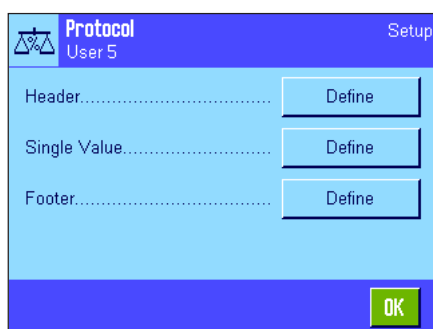 Protocol
Setup
User 5
Header.................................... Define
Single Value........................... Define
Footer..................................... Define
OK